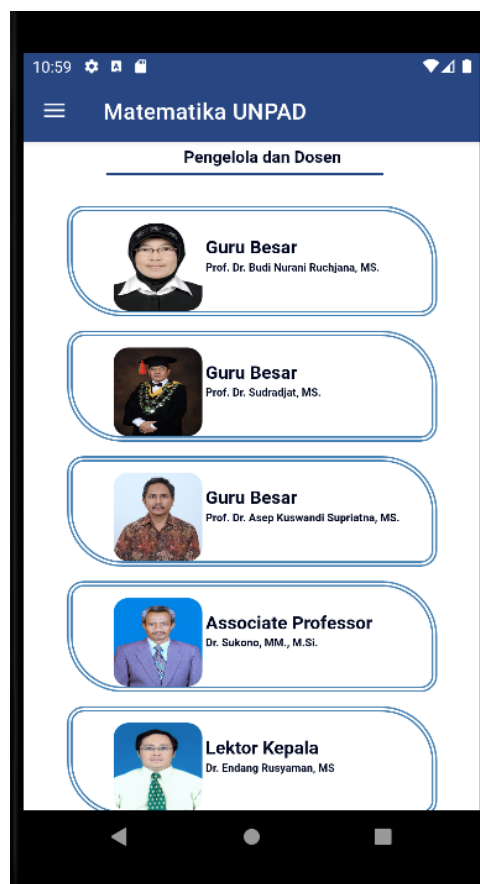 10:59
Matematika UNPAD
Pengelola dan Dosen
Guru Besar
Prof. Dr. Budi Nurani Ruchjana, MS.
Guru Besar
Prof. Dr. Sudradjat, MS.
Guru Besar
Prof. Dr. Asep Kuswandi Supriatna, MS.
Associate Professor
Dr. Sukono, MM., M.Si.
Lektor Kepala
Dr. Endang Rusyaman, MS